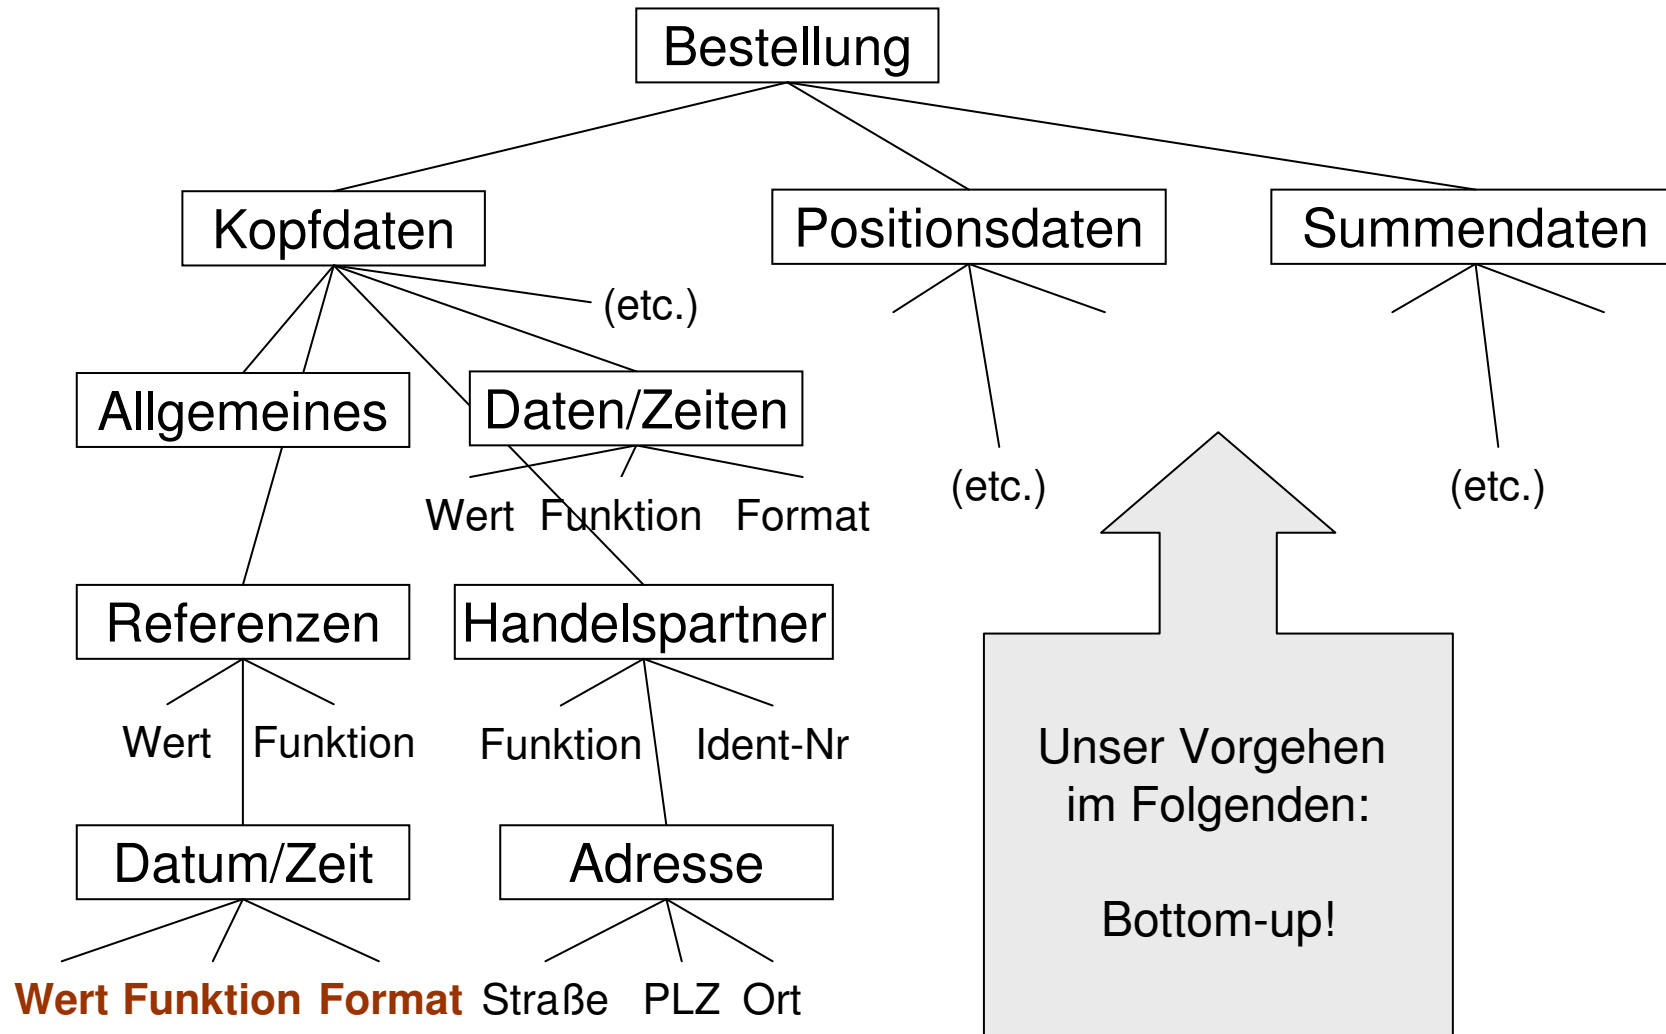 Bestellung
Kopfdaten
Positionsdaten
Summendaten
(etc.)
Allgemeines
Daten/Zeiten
Wert Funktion Format
(etc.)
(etc.)
Referenzen
Handelspartner
Wert Funktion
Funktion Ident-Nr
Datum/Zeit
Adresse
Wert Funktion Format
Straße PLZ Ort
Unser Vorgehen
im Folgenden:
Bottom-up!